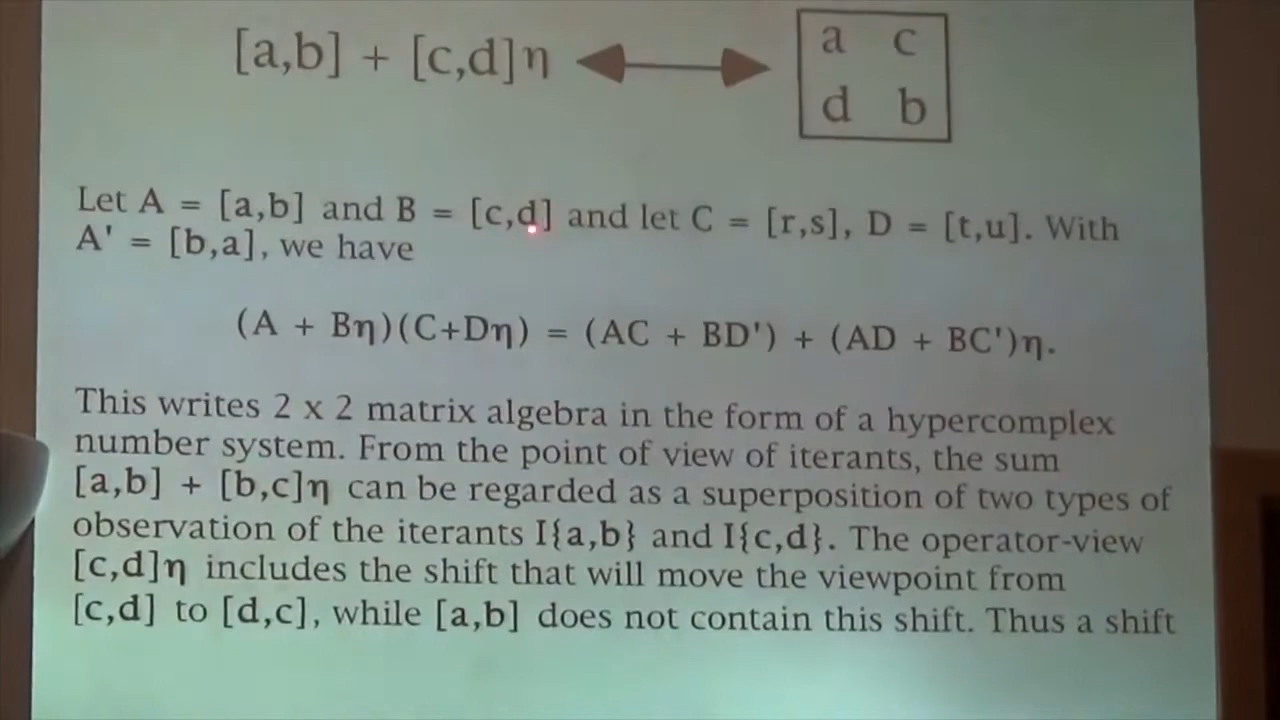 [a,b] + [c,d]η
a c
d b
Let A = [a,b] and B = [c,d] and let C = [r,s], D = [t,u]. With
A' = [b,a], we have
(A + Bη)(C+Dη) = (AC + BD') + (AD + BC')η.
This writes 2 x 2 matrix algebra in the form of a hypercomplex
number system. From the point of view of iterants, the sum
[a,b] + [b,c]η can be regarded as a superposition of two types of
observation of the iterants I{a,b} and I{c,d}. The operator-view
[c,d]η includes the shift that will move the viewpoint from
[c,d] to [d,c], while [a,b] does not contain this shift. Thus a shift